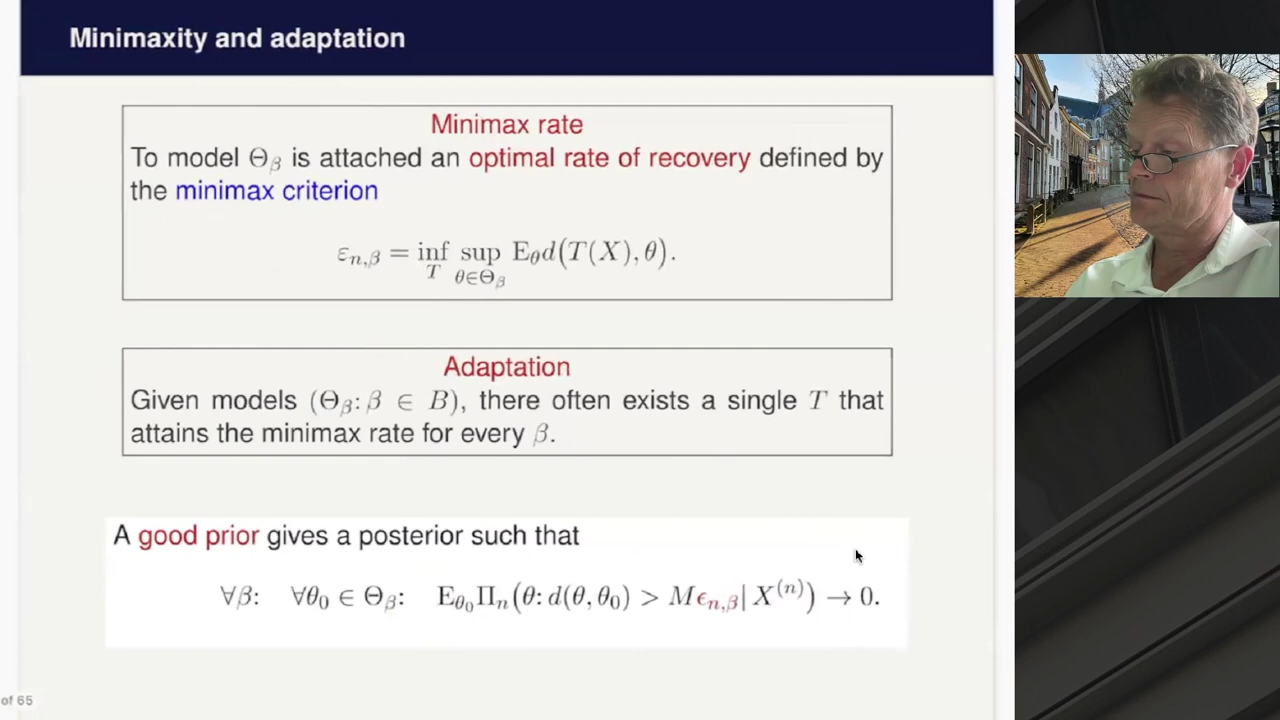 Minimaxity and adaptation
Minimax rate
To model Θ_β is attached an optimal rate of recovery defined by
the minimax criterion
ε_{n,β} = inf_T sup_{θ∈Θ_β} E_θ d(T(X), θ).
Adaptation
Given models (Θ_β: β ∈ B), there often exists a single T that
attains the minimax rate for every β.
A good prior gives a posterior such that
∀β: ∀θ_0 ∈ Θ_β: E_{θ_0} Π_n(θ: d(θ, θ_0) > M ϵ_{n,β} | X^{(n)}) → 0.
of 65